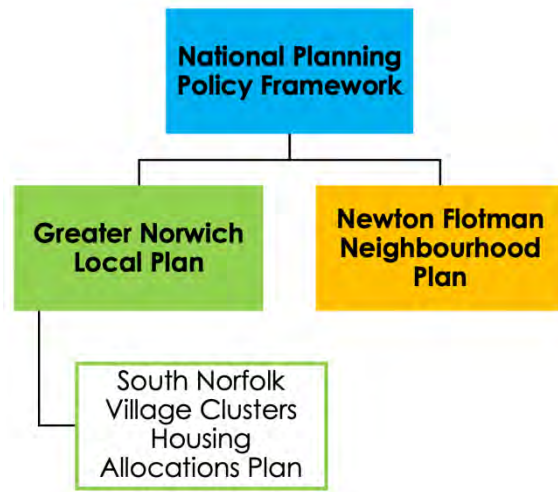 National Planning
Policy Framework
Greater Norwich
Local Plan
Newton Flotman
Neighbourhood
Plan
South Norfolk
Village Clusters
Housing
Allocations Plan